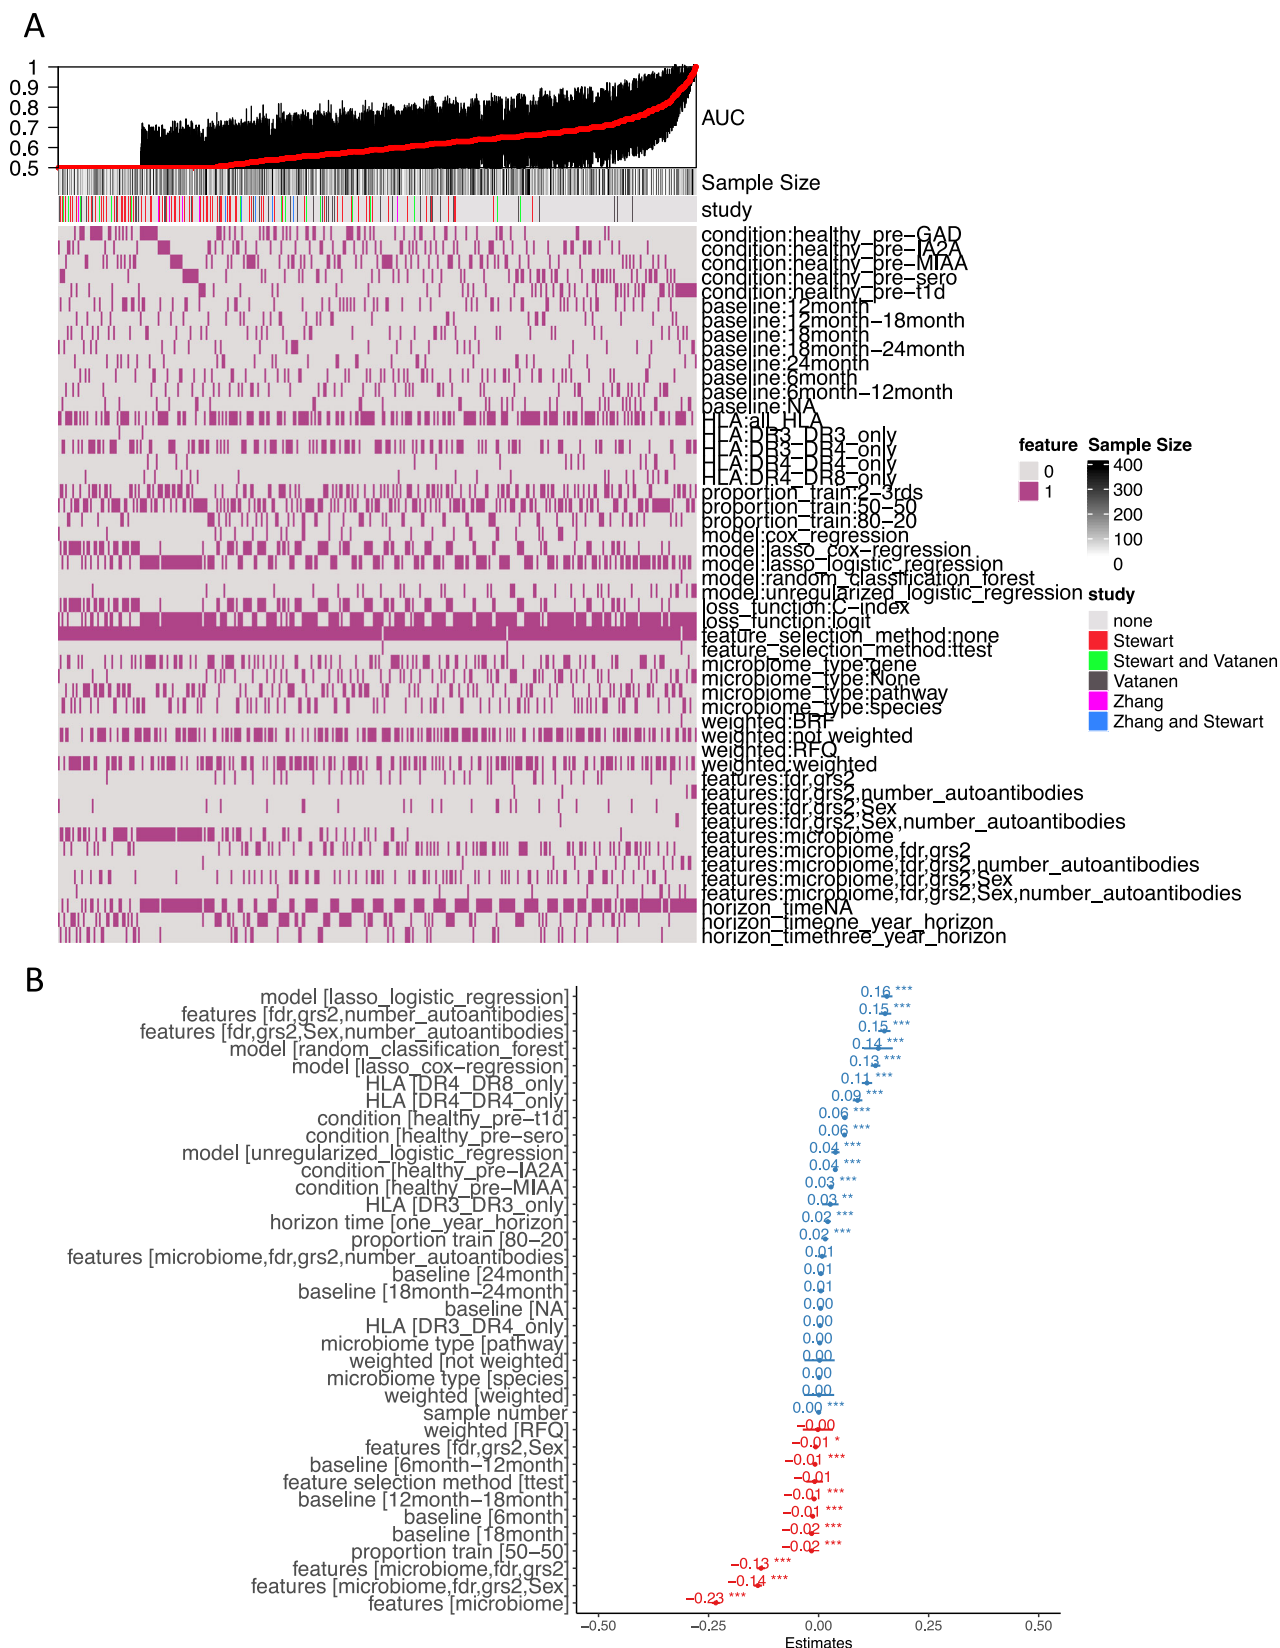 A
1
0.9
0.8
0.7
0.6
0.5
AUC
Sample Size
study
condition:healthy_pre−GAD
condition:healthy_pre−IA2A
condition:healthy_pre−MIAA
condition:healthy_pre−sero
condition:healthy_pre−t1d
baseline:12month
baseline:12month−18month
baseline:18month
baseline:18month−24month
baseline:24month
baseline:6month
baseline:6month−12month
baseline:NA
HLA:all_HLA
HLA:DR3_DR3_only
HLA:DR3_DR4_only
HLA:DR4_DR4_only
HLA:DR4_DR8_only
proportion_train:2−3rds
proportion_train:50−50
proportion_train:80−20
model:cox_regression
model:lasso_cox−regression
model:lasso_logistic_regression
model:random_classification_forest
model:unregularized_logistic_regression
loss_function:C−index
loss_function:logit
feature_selection_method:none
feature_selection_method:ttest
microbiome_type:gene
microbiome_type:None
microbiome_type:pathway
microbiome_type:species
weighted:BRF
weighted:not weighted
weighted:RFQ
weighted:weighted
features:fdr,grs2
features:fdr,grs2,number_autoantibodies
features:fdr,grs2,Sex
features:fdr,grs2,Sex,number_autoantibodies
features:microbiome
features:microbiome,fdr,grs2
features:microbiome,fdr,grs2,number_autoantibodies
features:microbiome,fdr,grs2,Sex
features:microbiome,fdr,grs2,Sex,number_autoantibodies
horizon_timeNA
horizon_timeone_year_horizon
horizon_timethree_year_horizon
feature
0
1
Sample Size
400
300
200
100
0
study
none
Stewart
Stewart and Vatanen
Vatanen
Zhang
Zhang and Stewart
B
model [lasso_logistic_regression] 0.16 ***
features [fdr,grs2,number_autoantibodies] 0.15 ***
features [fdr,grs2,Sex,number_autoantibodies] 0.15 ***
model [random_classification_forest] 0.14 ***
model [lasso_cox−regression] 0.13 ***
HLA [DR4_DR8_only] 0.11 ***
HLA [DR4_DR4_only] 0.09 ***
condition [healthy_pre−t1d] 0.06 ***
condition [healthy_pre−sero] 0.06 ***
model [unregularized_logistic_regression] 0.04 ***
condition [healthy_pre−IA2A] 0.04 ***
condition [healthy_pre−MIAA] 0.03 ***
HLA [DR3_DR3_only] 0.03 **
horizon time [one_year_horizon] 0.02 ***
proportion train [80−20] 0.02 ***
features [microbiome,fdr,grs2,number_autoantibodies] 0.01
baseline [24month] 0.01
baseline [18month−24month] 0.01
baseline [NA] 0.00
HLA [DR3_DR4_only] 0.00
microbiome type [pathway] 0.00
weighted [not weighted] 0.00
microbiome type [species] 0.00
weighted [weighted] 0.00
sample number 0.00 ***
weighted [RFQ] −0.00
features [fdr,grs2,Sex] −0.01 *
baseline [6month−12month] −0.01 ***
feature selection method [ttest] −0.01
baseline [12month−18month] −0.01 ***
baseline [6month] −0.01 ***
baseline [18month] −0.02 ***
proportion train [50−50] −0.02 ***
features [microbiome,fdr,grs2] −0.13 ***
features [microbiome,fdr,grs2,Sex] −0.14 ***
features [microbiome] −0.23 ***
−0.50 −0.25 0.00 0.25 0.50
Estimates